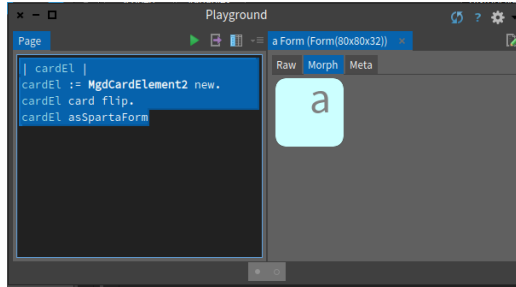 Playground
Page
a Form (Form(80x80x32))
Raw Morph Meta
| cardEl |
cardEl := MgdCardElement2 new.
cardEl card flip.
cardEl asSpartaForm
a